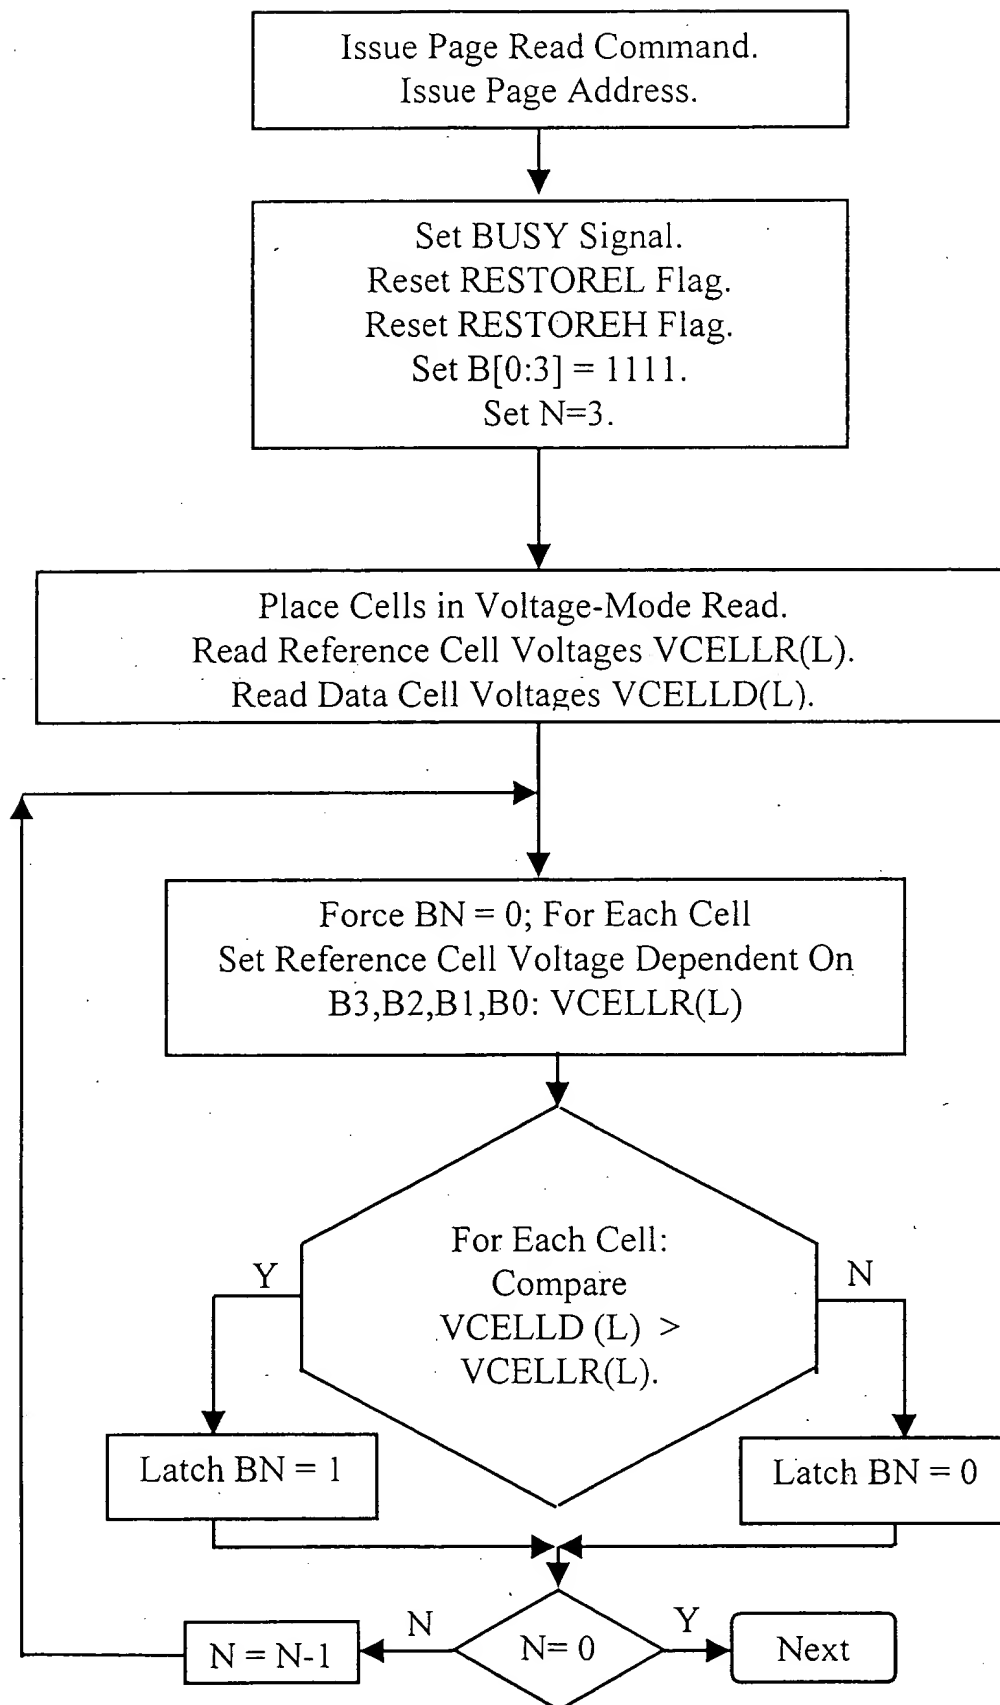 Issue Page Read Command.
Issue Page Address.
Set BUSY Signal.
Reset RESTOREL Flag.
Reset RESTOREH Flag.
Set B[0:3] = 1111.
Set N=3.
Place Cells in Voltage-Mode Read.
Read Reference Cell Voltages VCELLR(L).
Read Data Cell Voltages VCELLD(L).
Force BN = 0; For Each Cell
Set Reference Cell Voltage Dependent On
B3,B2,B1,B0: VCELLR(L)
For Each Cell:
Compare
VCELLD (L) >
VCELLR(L).
Y
N
Latch BN = 1
Latch BN = 0
N
Y
N = N-1
N= 0
Next